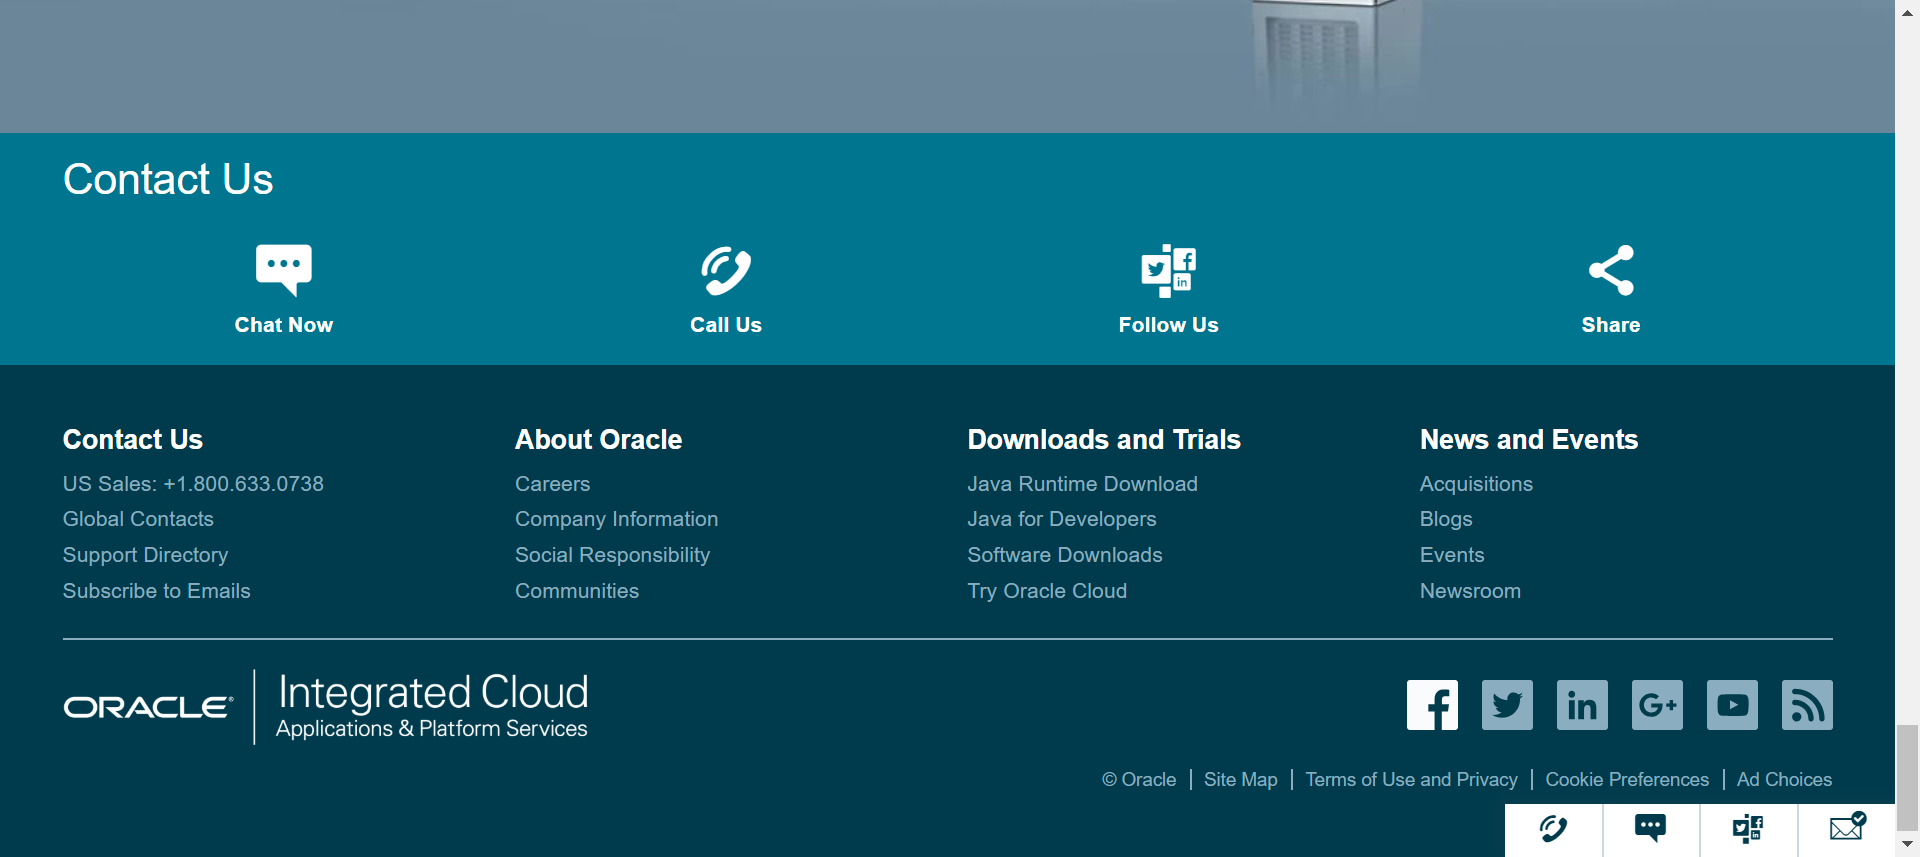 Contact Us
Chat Now
Call Us
Follow Us
Share
Contact Us
US Sales: +1.800.633.0738
Global Contacts
Support Directory
Subscribe to Emails
About Oracle
Careers
Company Information
Social Responsibility
Communities
Downloads and Trials
Java Runtime Download
Java for Developers
Software Downloads
Try Oracle Cloud
News and Events
Acquisitions
Blogs
Events
Newsroom
ORACLE®
Integrated Cloud
Applications & Platform Services
© Oracle | Site Map | Terms of Use and Privacy | Cookie Preferences | Ad Choices